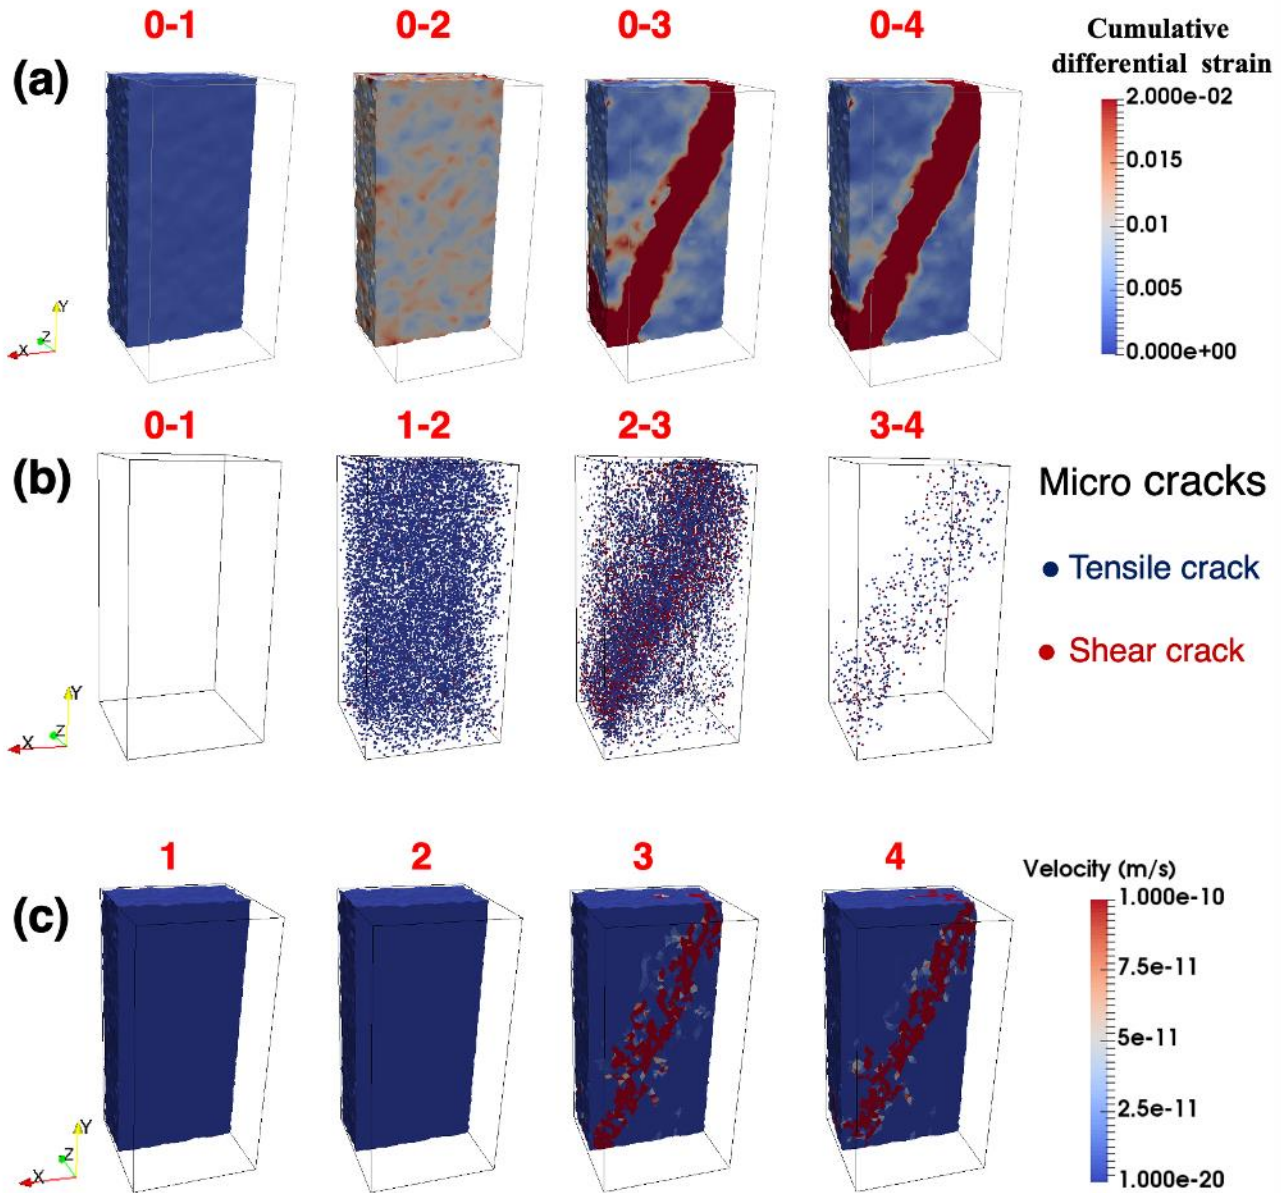 0-1 0-2 0-3 0-4
Cumulative
differential strain
(a)
2.000e-02
0.015
0.01
0.005
0.000e+00
Y
Z
X
0-1 1-2 2-3 3-4
(b)
Micro cracks
Tensile crack
Shear crack
Y
Z
X
1 2 3 4
Velocity (m/s)
(c)
1.000e-10
7.5e-11
5e-11
2.5e-11
1.000e-20
Y
Z
X